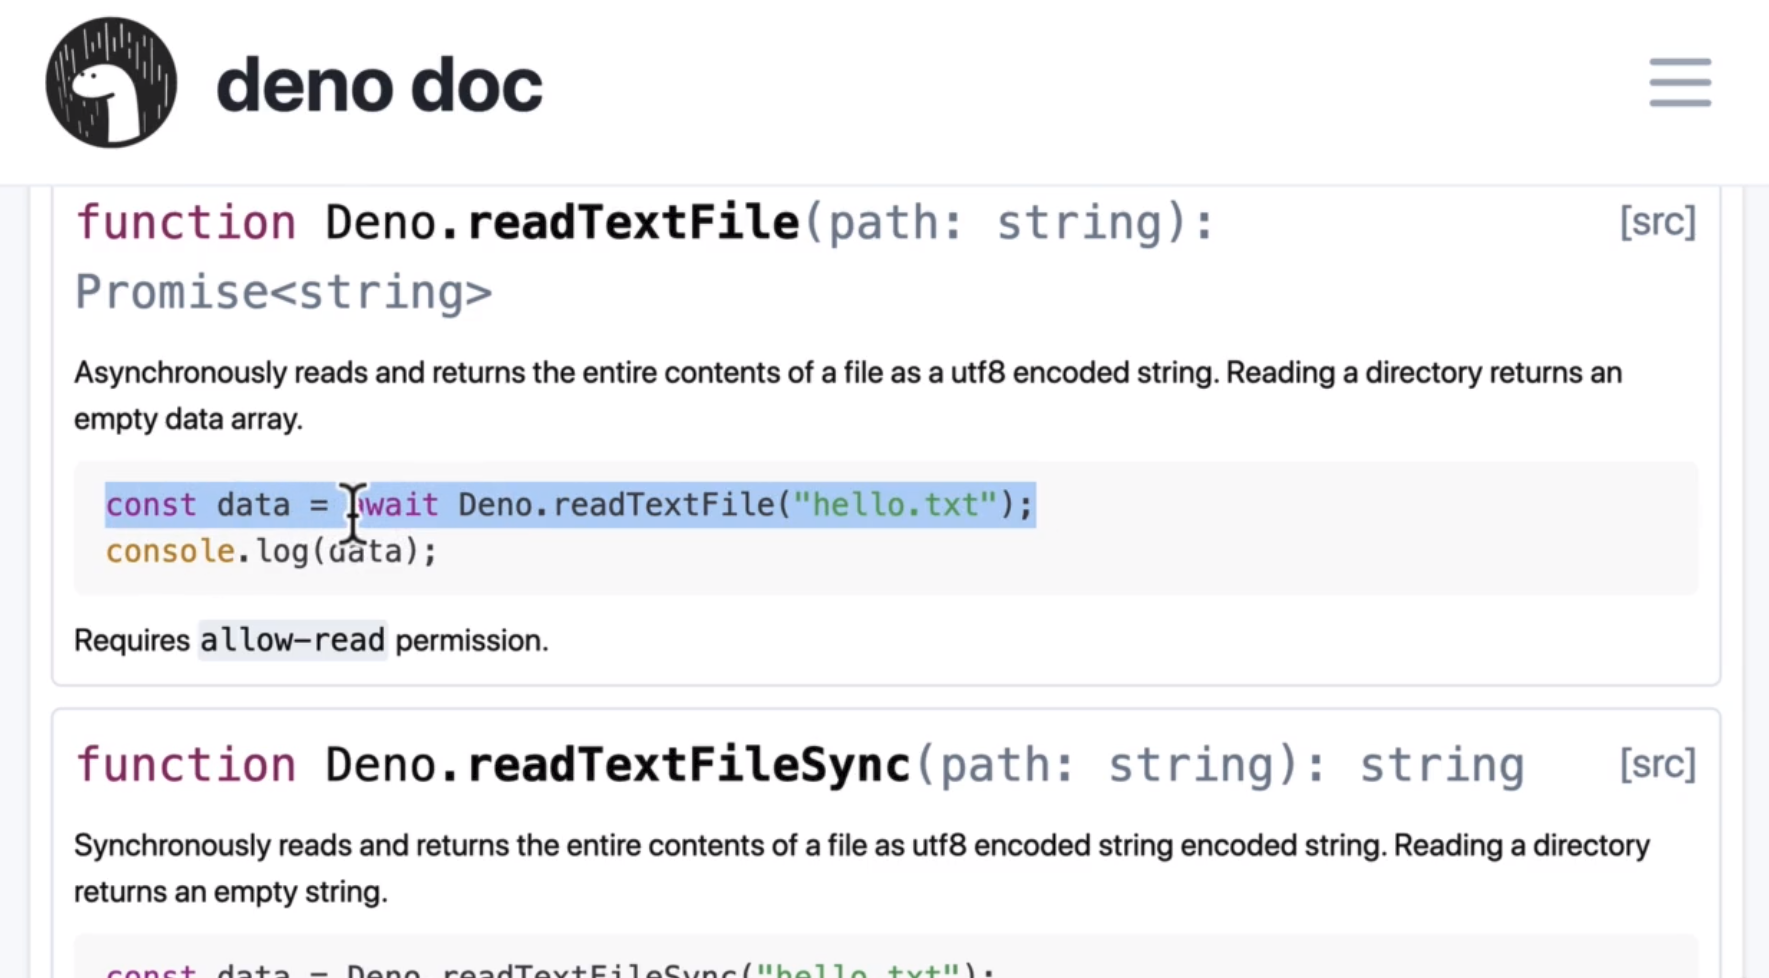 deno doc
function Deno.readTextFile(path: string):
[src]
Promise<string>
Asynchronously reads and returns the entire contents of a file as a utf8 encoded string. Reading a directory returns an
empty data array.
const data = await Deno.readTextFile("hello.txt");
console.log(data);
Requires allow-read permission.
function Deno.readTextFileSync(path: string): string
[src]
Synchronously reads and returns the entire contents of a file as utf8 encoded string encoded string. Reading a directory
returns an empty string.
const data = Deno.readTextFileSync("hello.txt");